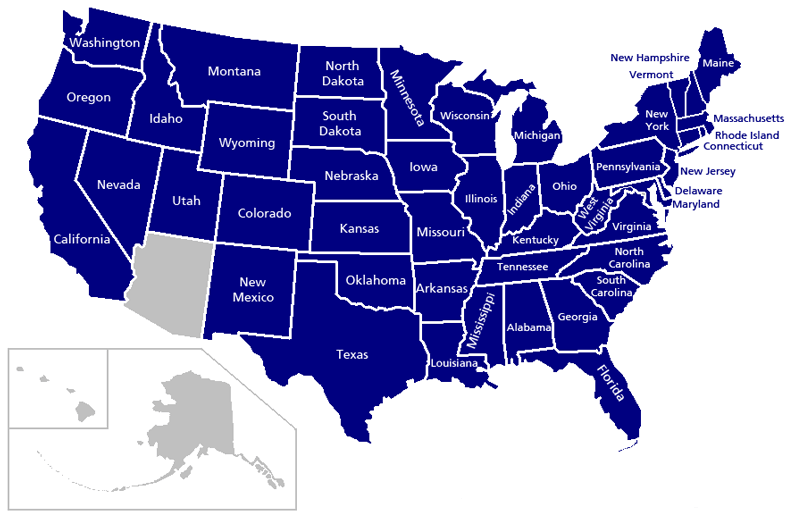 Washington
Oregon
California
Nevada
Idaho
Montana
Wyoming
Utah
Colorado
New
Mexico
North
Dakota
South
Dakota
Nebraska
Kansas
Oklahoma
Texas
Minnesota
Iowa
Missouri
Arkansas
Louisiana
Wisconsin
Illinois
Michigan
Indiana
Ohio
Kentucky
Tennessee
Mississippi
Alabama
Georgia
Florida
South
Carolina
North
Carolina
Virginia
West
Virginia
Pennsylvania
New
York
New Hampshire
Vermont
Maine
Massachusetts
Rhode Island
Connecticut
New Jersey
Delaware
Maryland